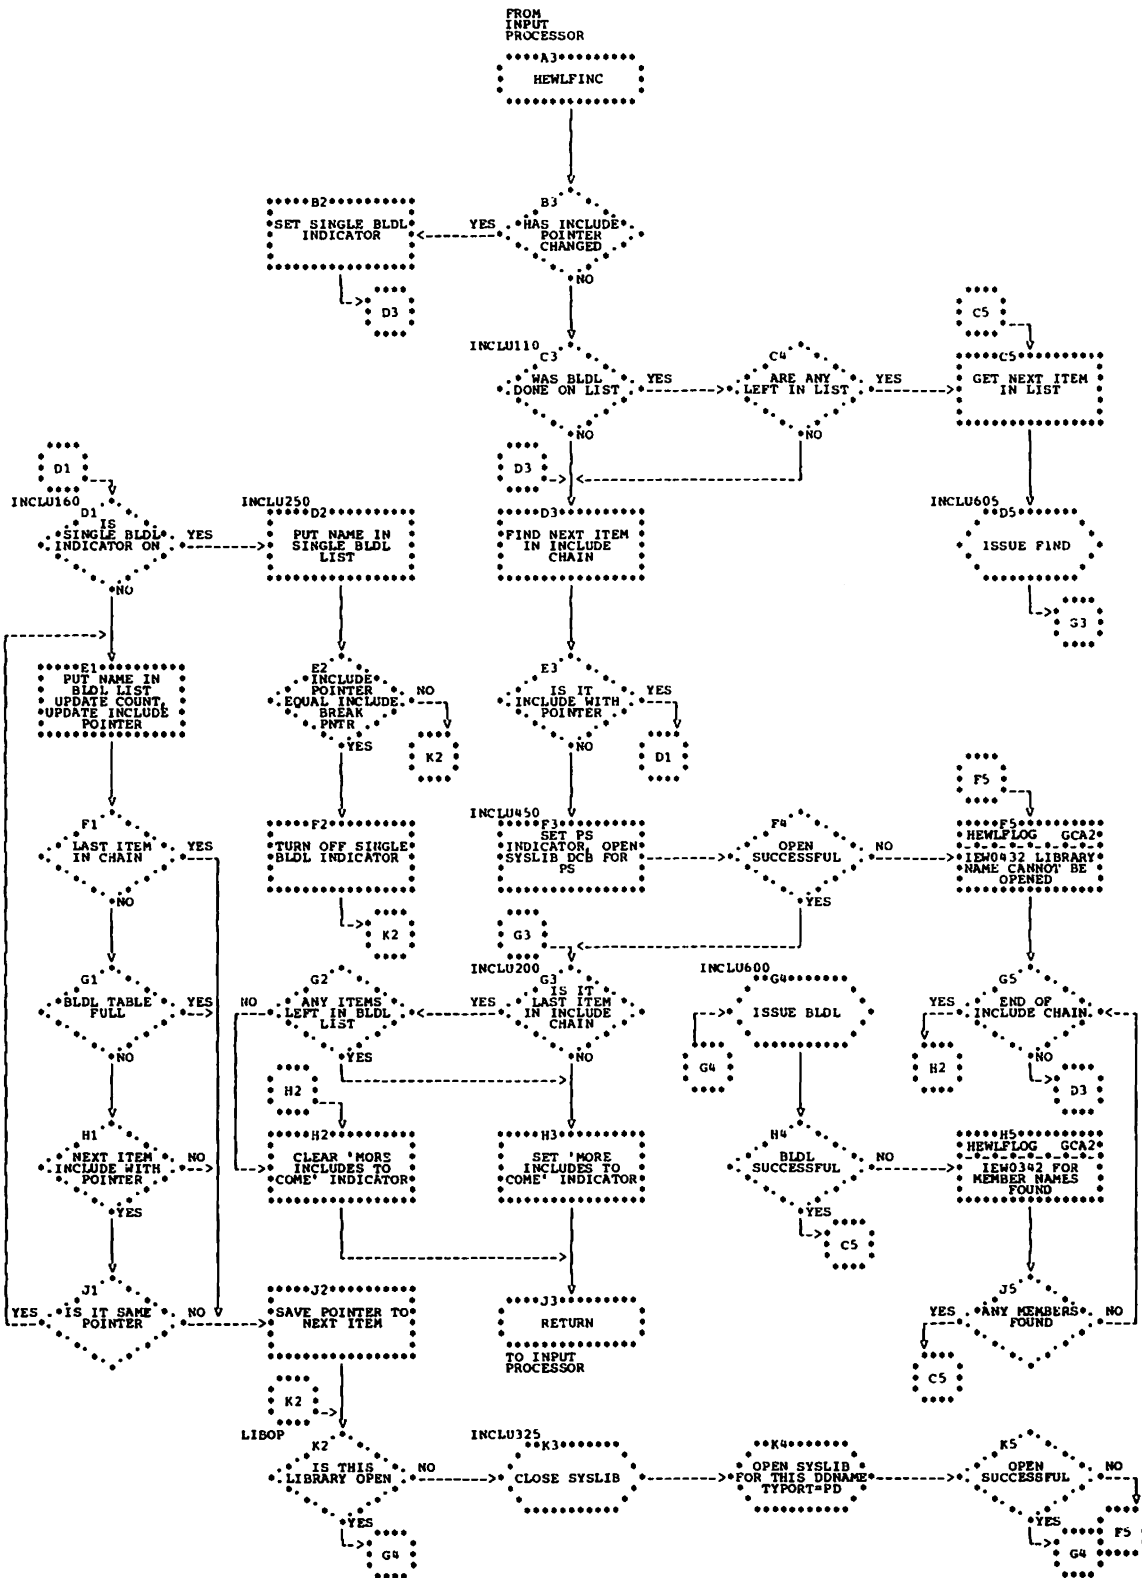 FROM
INPUT
PROCESSOR
A3
HEWLFINC
B2
SET SINGLE BLDL
INDICATOR
YES
B3
HAS INCLUDE
POINTER
CHANGED
NO
D3
C5
INCLU110
C3
WAS BLDL
DONE ON LIST
YES
NO
C4
ARE ANY
LEFT IN LIST
YES
NO
C5
GET NEXT ITEM
IN LIST
D1
D3
INCLU160
D1
IS
SINGLE BLDL
INDICATOR ON
YES
NO
INCLU250
D2
PUT NAME IN
SINGLE BLDL
LIST
D3
FIND NEXT ITEM
IN INCLUDE
CHAIN
INCLU605
D5
ISSUE FIND
G3
E1
PUT NAME IN
BLDL LIST
UPDATE COUNT,
UPDATE INCLUDE
POINTER
E2
INCLUDE
POINTER
EQUAL INCLUDE
BREAK
PNTR
NO
YES
K2
E3
IS IT
INCLUDE WITH
POINTER
YES
NO
D1
F5
F1
LAST ITEM
IN CHAIN
YES
NO
F2
TURN OFF SINGLE
BLDL INDICATOR
K2
INCLU450
F3
SET PS
INDICATOR, OPEN
SYSLIB DCB FOR
PS
F4
OPEN
SUCCESSFUL
NO
YES
F5
HEWLFLOG GCA2
IEW0432 LIBRARY
NAME CANNOT BE
OPENED
G3
G1
BLDL TABLE
FULL
YES
NO
G2
ANY ITEMS
LEFT IN BLDL
LIST
NO
YES
INCLU200
G3
IS IT
LAST ITEM
IN INCLUDE
CHAIN
YES
NO
INCLU600
G4
ISSUE BLDL
G4
G5
END OF
INCLUDE CHAIN
YES
NO
H2
D3
H2
H1
NEXT ITEM
INCLUDE WITH
POINTER
NO
YES
H2
CLEAR 'MORS
INCLUDES TO
COME' INDICATOR
H3
SET 'MORE
INCLUDES TO
COME' INDICATOR
H4
BLDL
SUCCESSFUL
NO
YES
C5
H5
HEWLFLOG GCA2
IEW0342 FOR
MEMBER NAMES
FOUND
J1
IS IT SAME
POINTER
YES
NO
J2
SAVE POINTER TO
NEXT ITEM
J3
RETURN
TO INPUT
PROCESSOR
J5
ANY MEMBERS
FOUND
YES
NO
C5
K2
LIBOP
K2
IS THIS
LIBRARY OPEN
NO
YES
G4
INCLU325
K3
CLOSE SYSLIB
K4
OPEN SYSLIB
FOR THIS DDNAME
TYPORT=PD
K5
OPEN
SUCCESSFUL
NO
YES
G4
F5